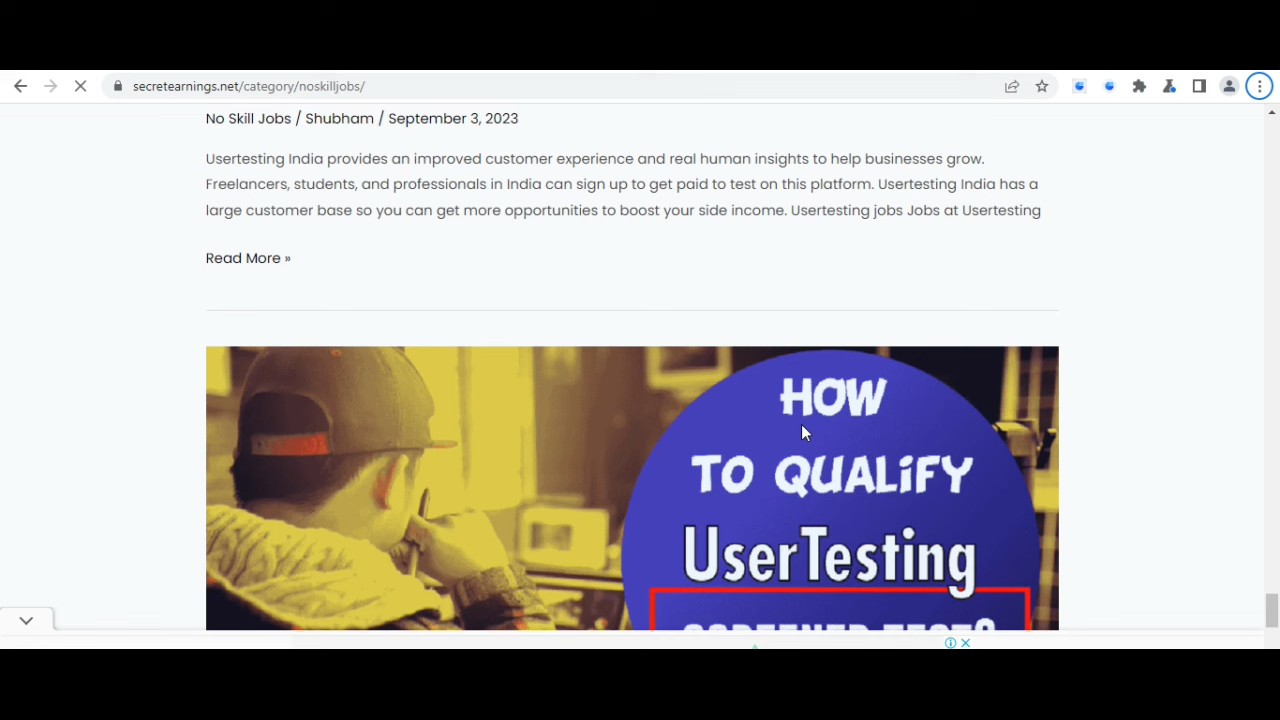 secretearnings.net/category/noskilljobs/
No Skill Jobs / Shubham / September 3, 2023
Usertesting India provides an improved customer experience and real human insights to help businesses grow.
Freelancers, students, and professionals in India can sign up to get paid to test on this platform. Usertesting India has a
large customer base so you can get more opportunities to boost your side income. Usertesting jobs Jobs at Usertesting
Read More »
HOW
TO QUALiFY
UserTesting